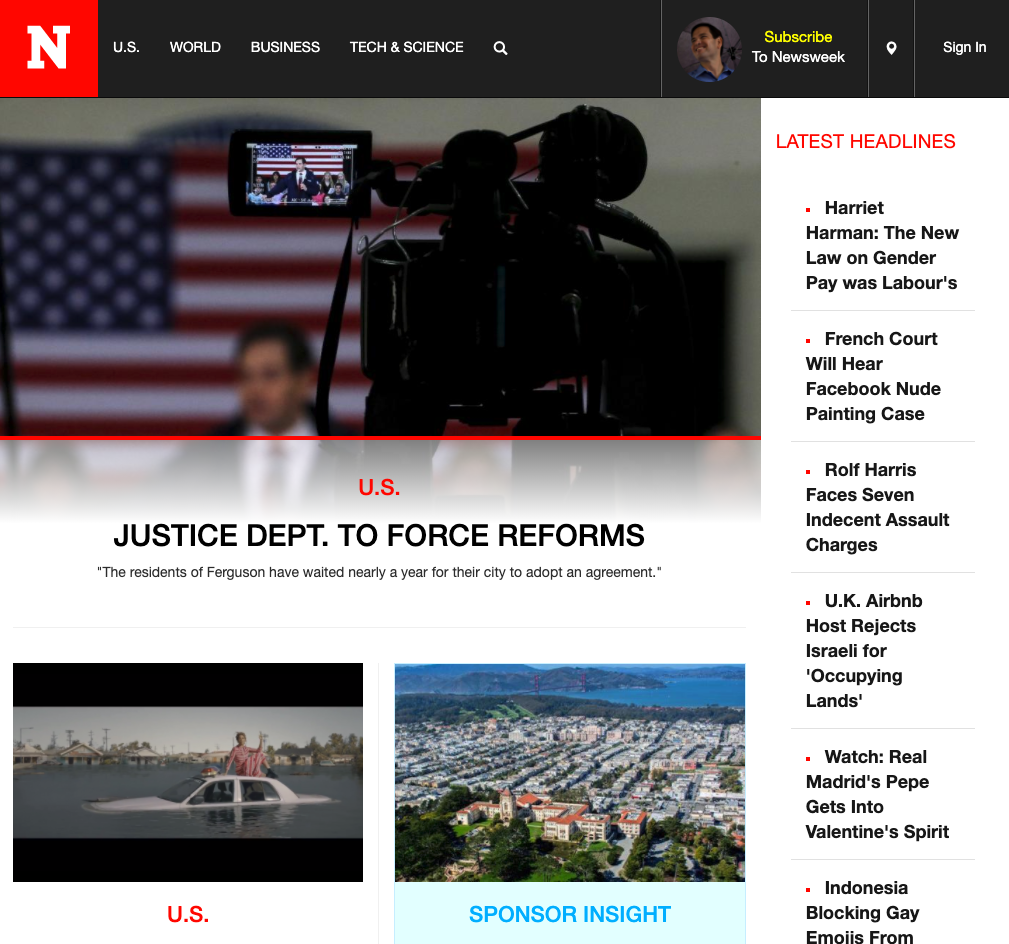 N
U.S. WORLD BUSINESS TECH & SCIENCE
Subscribe
To Newsweek
Sign In
U.S.
JUSTICE DEPT. TO FORCE REFORMS
"The residents of Ferguson have waited nearly a year for their city to adopt an agreement."
U.S.
SPONSOR INSIGHT
LATEST HEADLINES
Harriet
Harman: The New
Law on Gender
Pay was Labour's
French Court
Will Hear
Facebook Nude
Painting Case
Rolf Harris
Faces Seven
Indecent Assault
Charges
U.K. Airbnb
Host Rejects
Israeli for
'Occupying
Lands'
Watch: Real
Madrid's Pepe
Gets Into
Valentine's Spirit
Indonesia
Blocking Gay
Emojis From